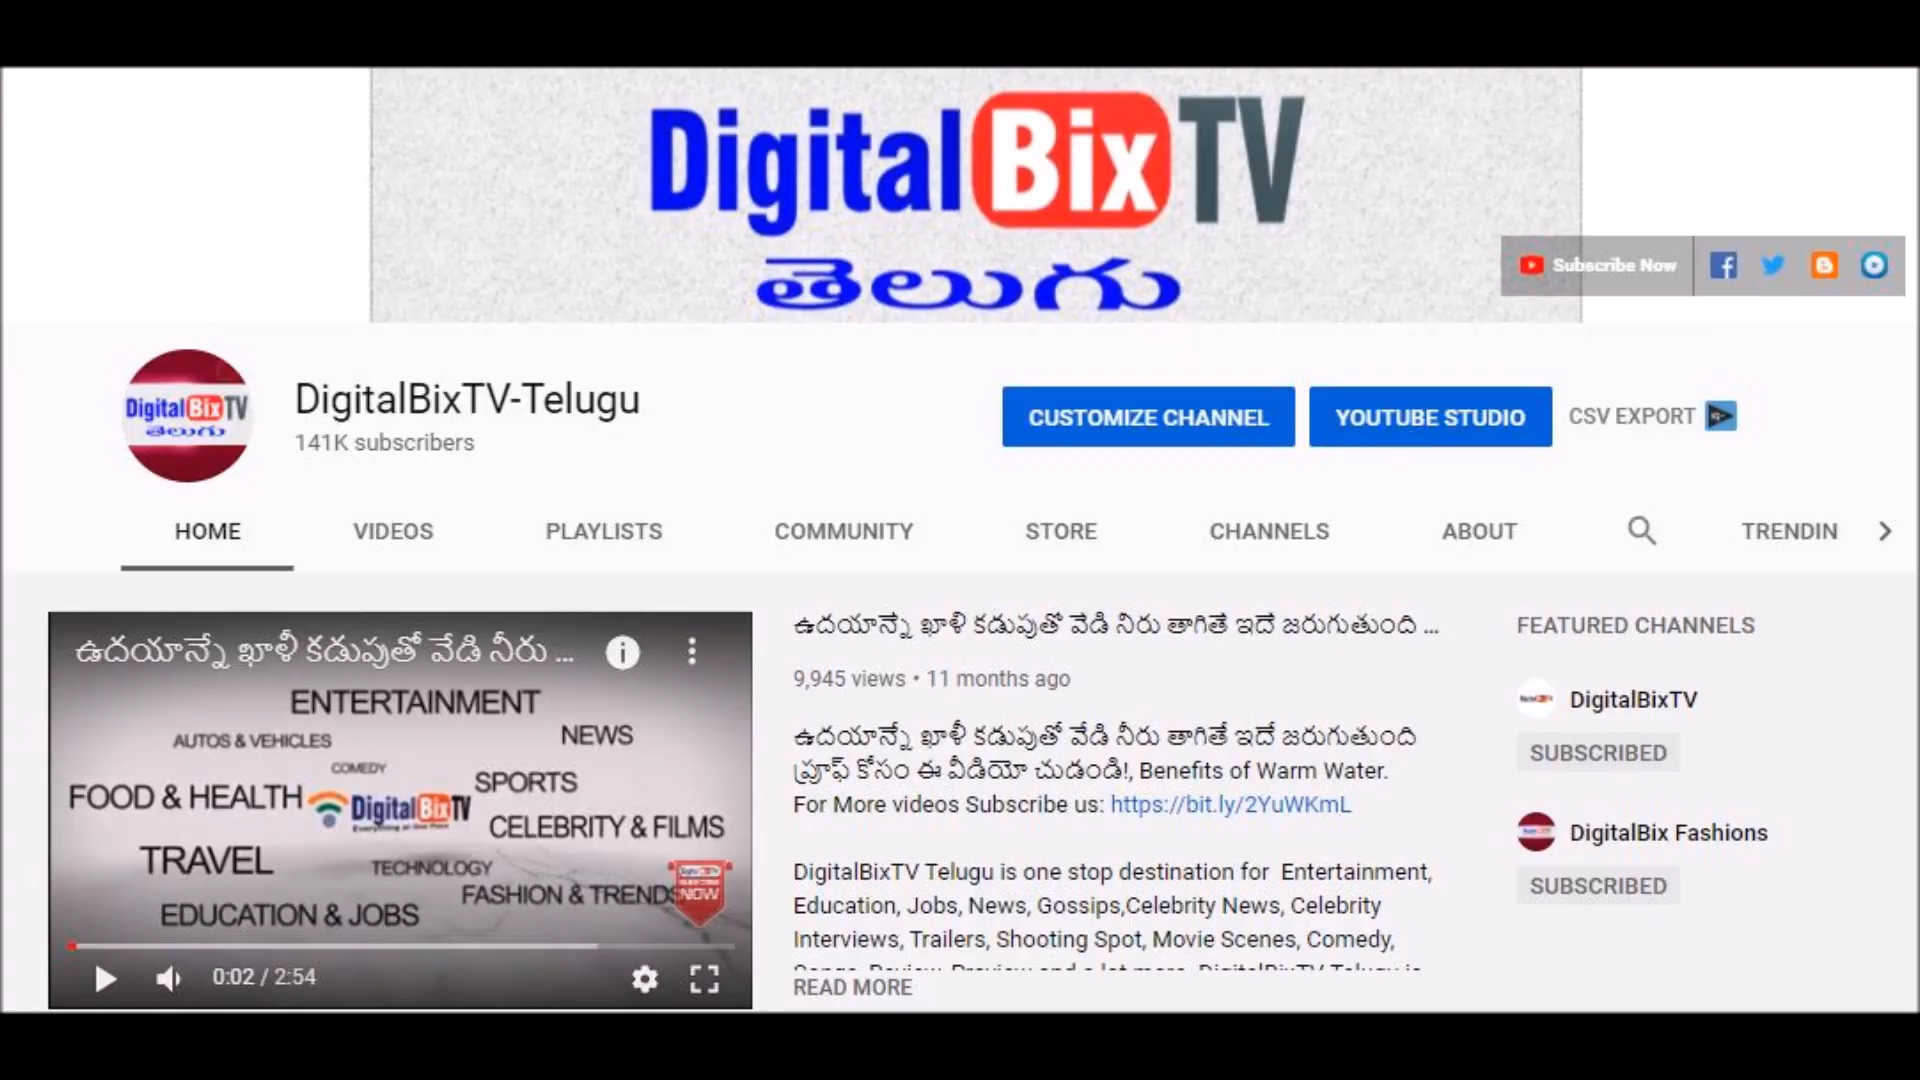 DigitalBixTV
తెలుగు
Subscribe Now
DigitalBixTV
తెలుగు
DigitalBixTV-Telugu
141K subscribers
CUSTOMIZE CHANNEL
YOUTUBE STUDIO
CSV EXPORT
HOME
VIDEOS
PLAYLISTS
COMMUNITY
STORE
CHANNELS
ABOUT
TRENDIN
ఉదయాన్నే ఖాళీ కడుపుతో వేడి నీరు ...
ENTERTAINMENT
AUTOS & VEHICLES
NEWS
COMEDY
SPORTS
FOOD & HEALTH
DigitalBixTV
CELEBRITY & FILMS
TRAVEL
TECHNOLOGY
FASHION & TRENDS
NOW
EDUCATION & JOBS
0:02 / 2:54
ఉదయాన్నే ఖాళీ కడుపుతో వేడి నీరు తాగితే ఇదే జరుగుతుంది ...
9,945 views • 11 months ago
ఉదయాన్నే ఖాళీ కడుపుతో వేడి నీరు తాగితే ఇదే జరుగుతుంది
ప్రూఫ్ కోసం ఈ వీడియో చుడండి!, Benefits of Warm Water.
For More videos Subscribe us: https://bit.ly/2YuWKmL
DigitalBixTV Telugu is one stop destination for Entertainment,
Education, Jobs, News, Gossips,Celebrity News, Celebrity
Interviews, Trailers, Shooting Spot, Movie Scenes, Comedy,
READ MORE
FEATURED CHANNELS
DigitalBixTV
SUBSCRIBED
DigitalBix Fashions
SUBSCRIBED